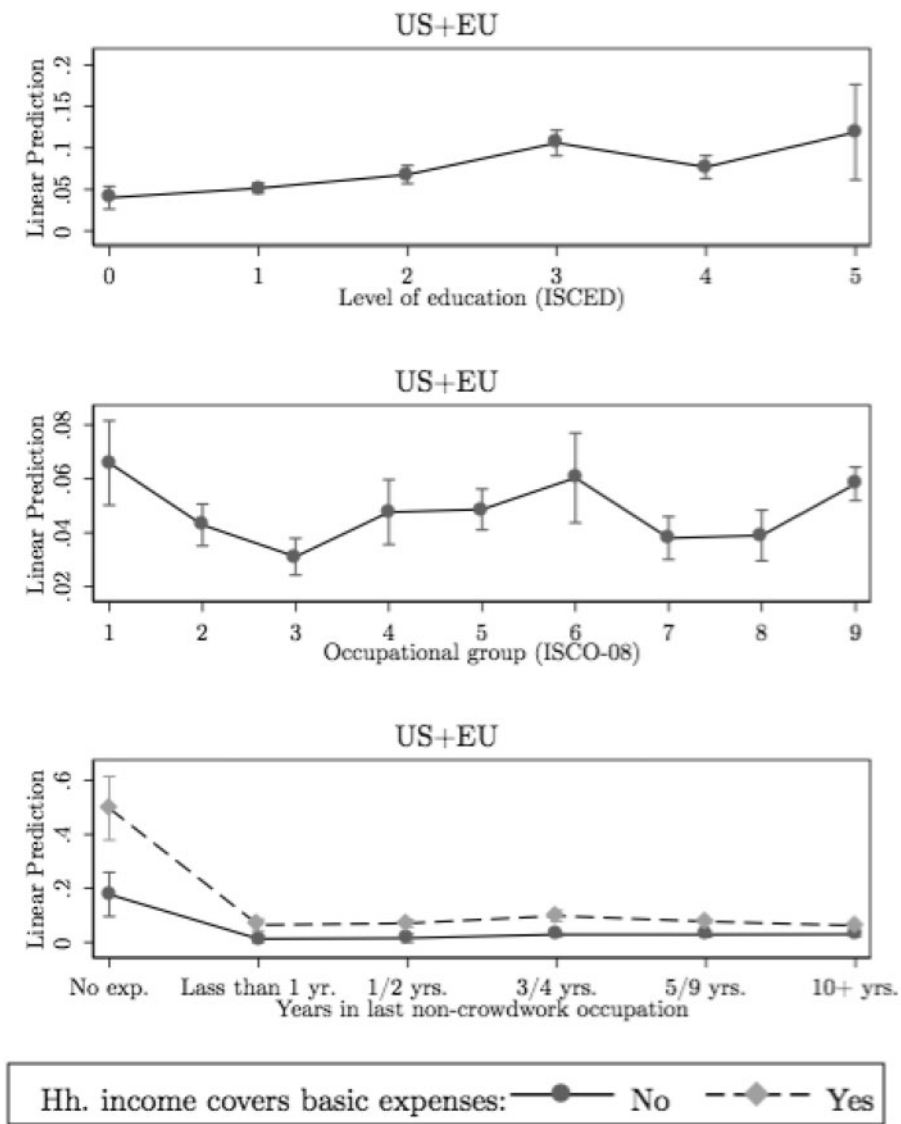 US+EU
Linear Prediction
.2
.15
.1
.05
0
0 1 2 3 4 5
Level of education (ISCED)
US+EU
Linear Prediction
.08
.06
.04
.02
1 2 3 4 5 6 7 8 9
Occupational group (ISCO-08)
US+EU
Linear Prediction
.6
.4
.2
0
No exp. Lass than 1 yr. 1/2 yrs. 3/4 yrs. 5/9 yrs. 10+ yrs.
Years in last non-crowdwork occupation
Hh. income covers basic expenses: No Yes